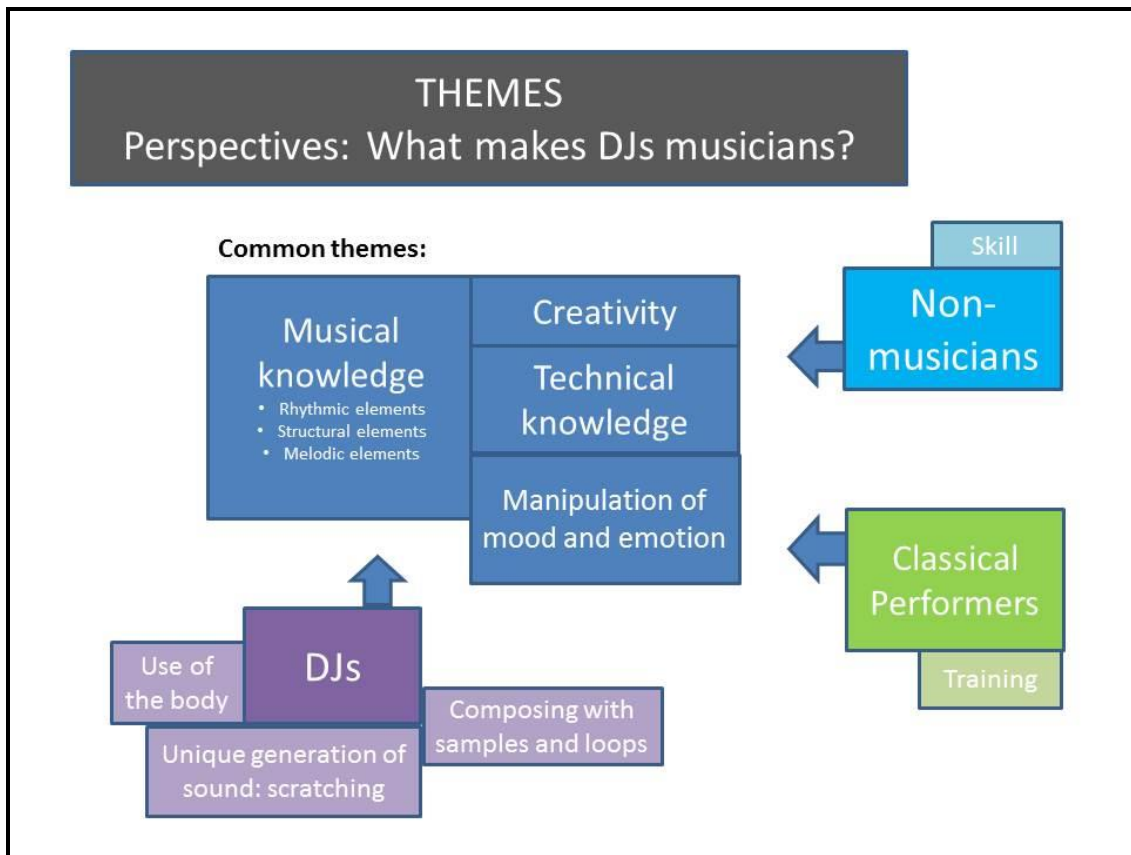 THEMES
Perspectives: What makes DJs musicians?
Common themes:
Musical
knowledge
• Rhythmic elements
• Structural elements
• Melodic elements
Creativity
Technical
knowledge
Manipulation of
mood and emotion
Skill
Non-
musicians
Classical
Performers
Training
DJs
Use of
the body
Unique generation of
sound: scratching
Composing with
samples and loops